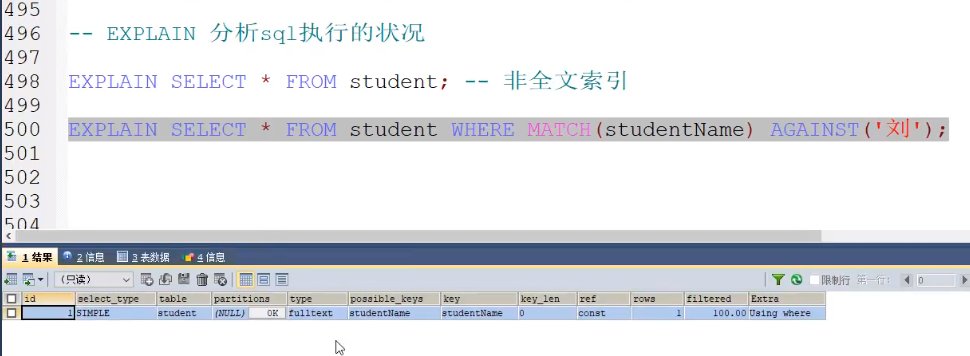 495
496 -- EXPLAIN 分析sql执行的状况
497
498 EXPLAIN SELECT * FROM student; -- 非全文索引
499
500 EXPLAIN SELECT * FROM student WHERE MATCH(studentName) AGAINST('刘');
501
502
503
504
1 结果 2 信息 3 表数据 4 信息
(只读) 限制行 第一行: 0
id select_type table partitions type possible_keys key key_len ref rows filtered Extra
1 SIMPLE student (NULL) 0K fulltext studentName studentName 0 const 1 100.00 Using where